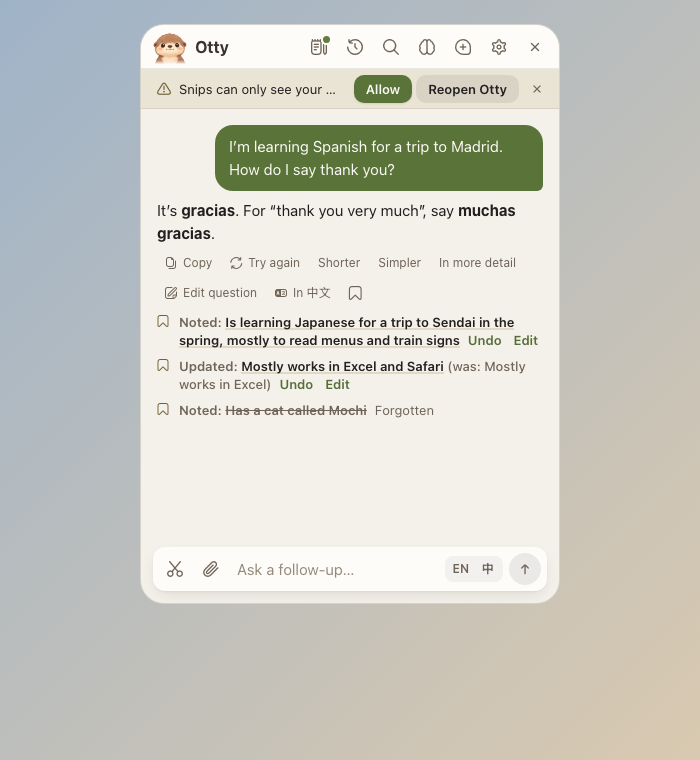 Otty
Snips can only see your ...
Allow
Reopen Otty
I’m learning Spanish for a trip to Madrid.
How do I say thank you?
It’s gracias. For “thank you very much”, say muchas
gracias.
Copy
Try again
Shorter
Simpler
In more detail
Edit question
In 中文
Noted: Is learning Japanese for a trip to Sendai in the
spring, mostly to read menus and train signs Undo Edit
Updated: Mostly works in Excel and Safari (was: Mostly
works in Excel) Undo Edit
Noted: Has a cat called Mochi Forgotten
Ask a follow-up...
EN 中